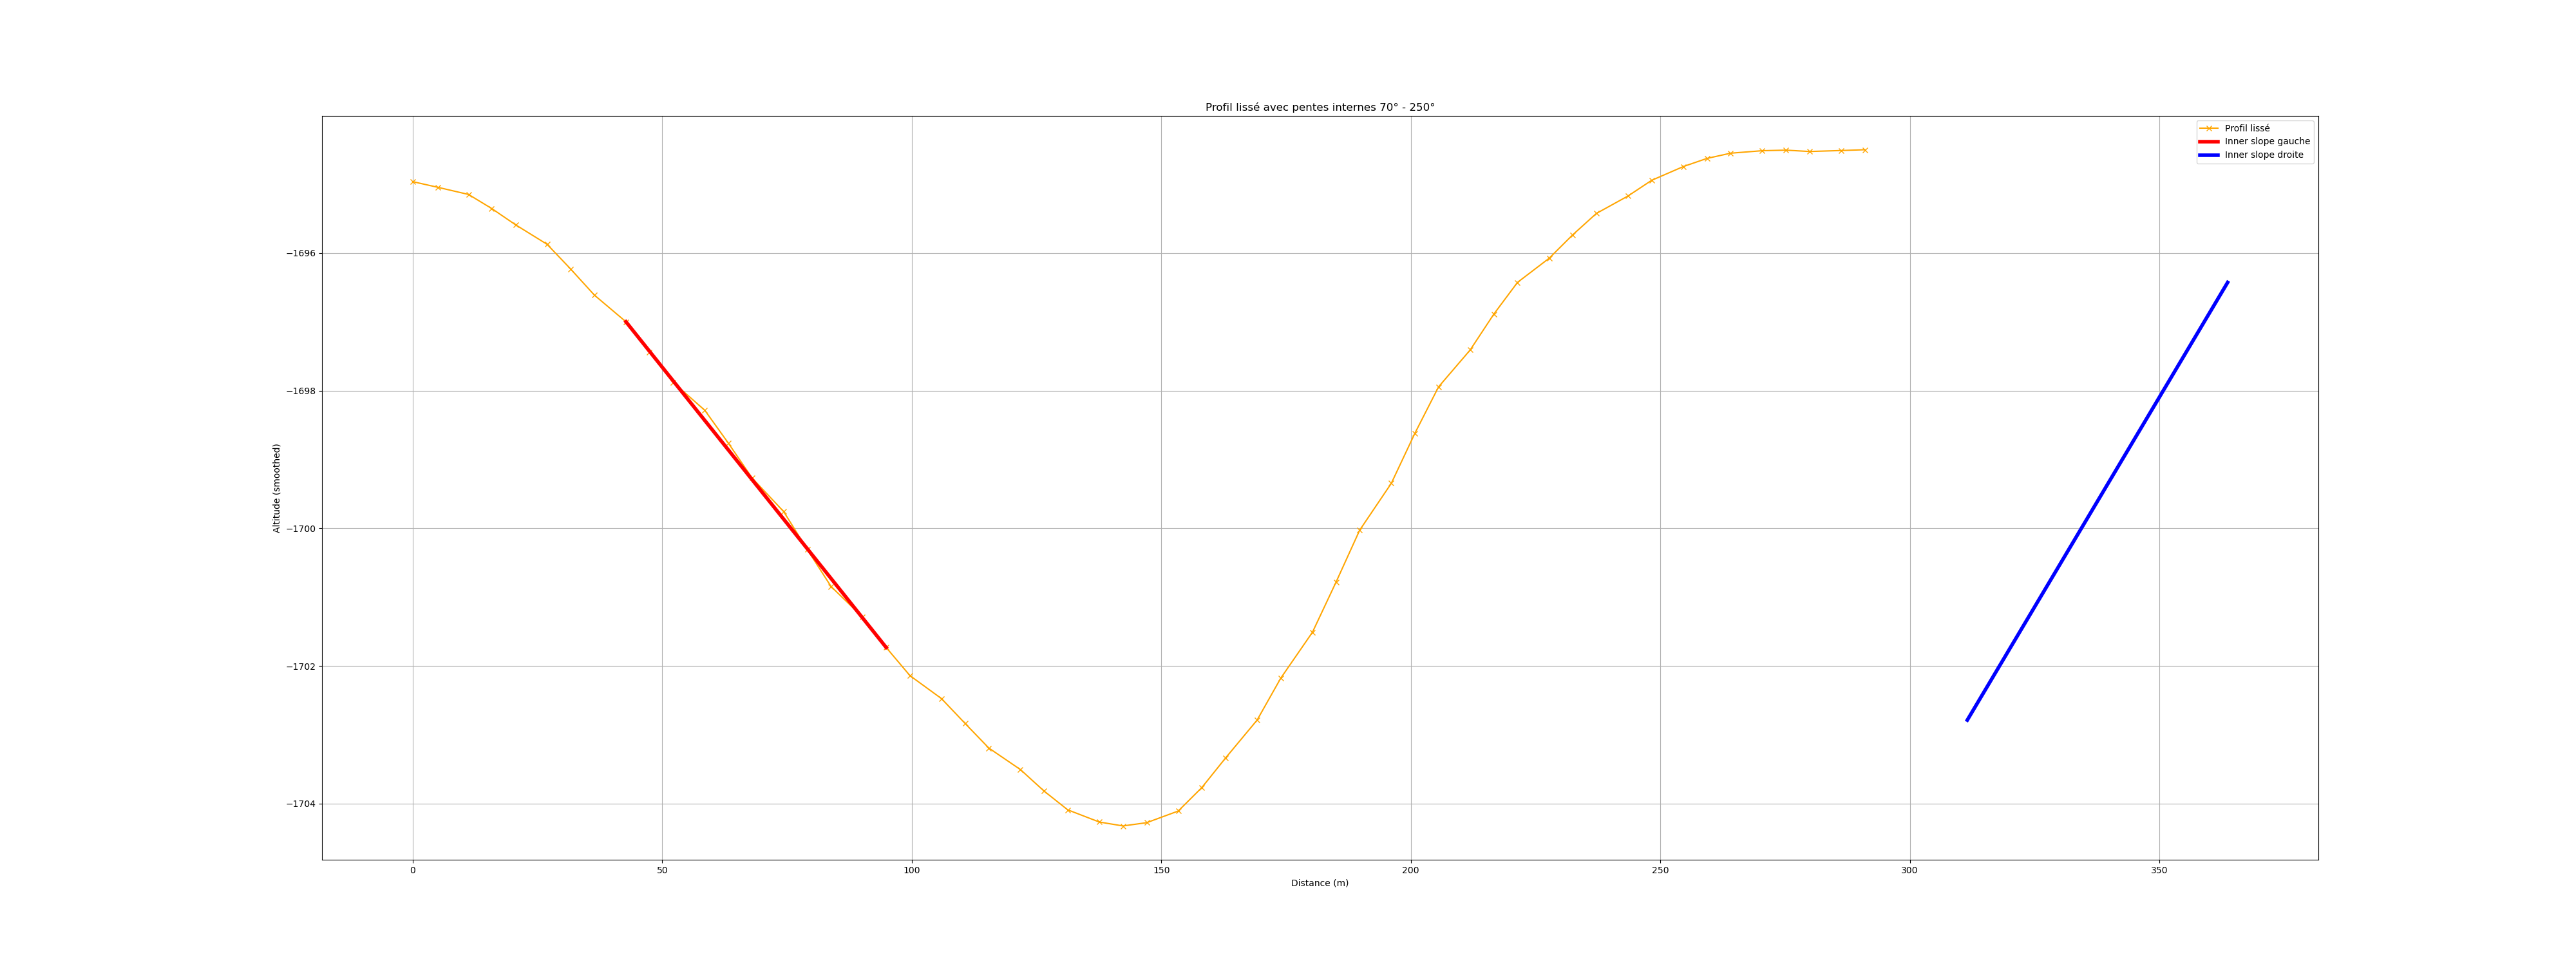 Profil lissé avec pentes internes 70° - 250°
Profil lissé
Inner slope gauche
Inner slope droite
Altitude (smoothed)
−1696
−1698
−1700
−1702
−1704
0 50 100 150 200 250 300 350
Distance (m)